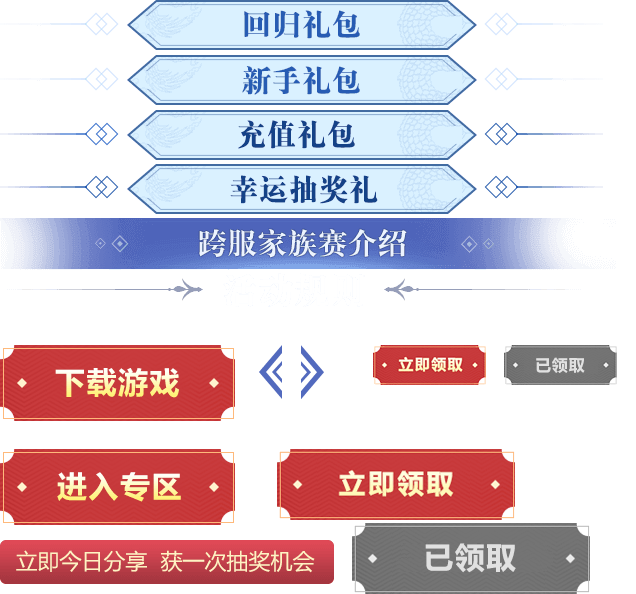 回归礼包
新手礼包
充值礼包
幸运抽奖礼
跨服家族赛介绍
下载游戏
立即领取
已领取
进入专区
立即领取
立即今日分享 获一次抽奖机会
已领取